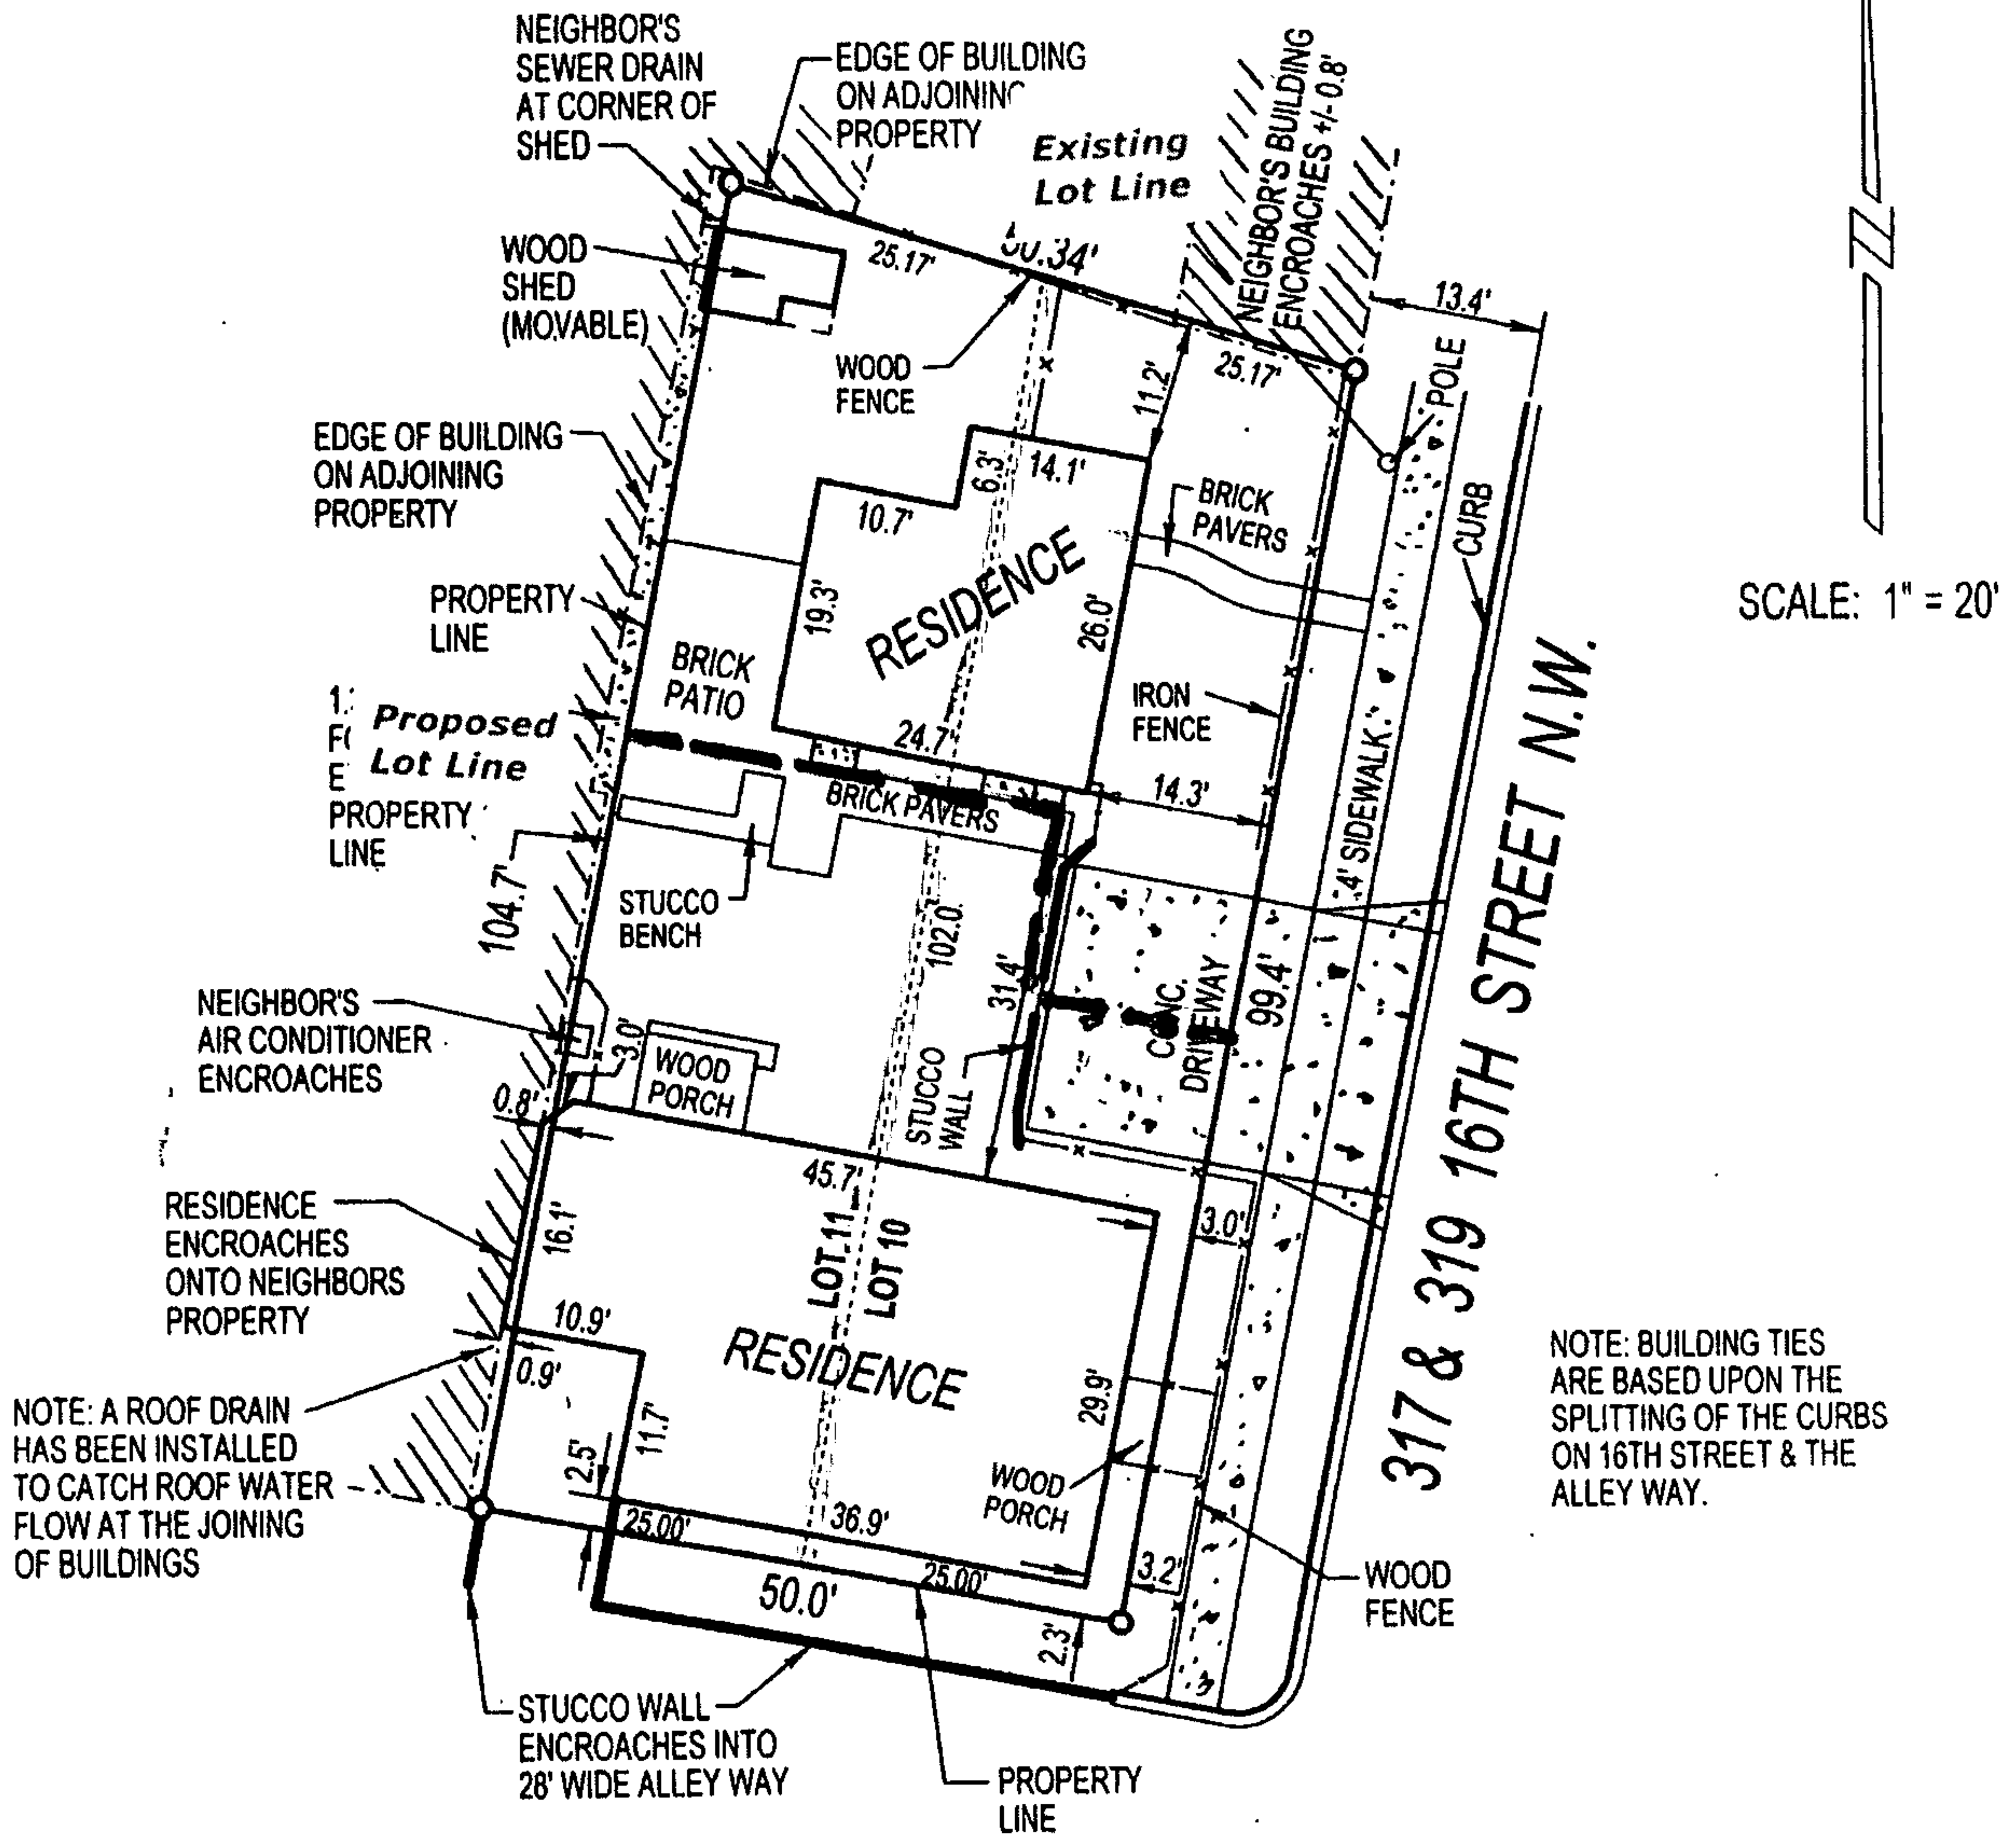 NEIGHBOR'S
SEWER DRAIN
AT CORNER OF
SHED
EDGE OF BUILDING
ON ADJOINING
PROPERTY
Existing
Lot Line
NEIGHBOR'S BUILDING
ENCROACHES +/- 0.8'
WOOD
SHED
(MOVABLE)
25.17'
50.34'
25.17'
13.4'
POLE
WOOD
FENCE
11.2'
EDGE OF BUILDING
ON ADJOINING
PROPERTY
6.3'
14.1'
10.7'
BRICK
PAVERS
CURB
SCALE: 1" = 20'
PROPERTY
LINE
19.3'
RESIDENCE
26.0'
BRICK
PATIO
IRON
FENCE
Proposed
Lot Line
PROPERTY
LINE
24.7'
14.3'
BRICK PAVERS
4' SIDEWALK
104.7'
STUCCO
BENCH
102.0
31.4'
CONC.
DRIVEWAY
99.4'
317 & 319 16TH STREET N.W.
NEIGHBOR'S
AIR CONDITIONER
ENCROACHES
3.0'
WOOD
PORCH
STUCCO
WALL
0.8'
45.7'
RESIDENCE
ENCROACHES
ONTO NEIGHBORS
PROPERTY
16.1'
LOT 11
LOT 10
3.0'
10.9'
0.9'
RESIDENCE
29.9'
NOTE: BUILDING TIES
ARE BASED UPON THE
SPLITTING OF THE CURBS
ON 16TH STREET & THE
ALLEY WAY.
NOTE: A ROOF DRAIN
HAS BEEN INSTALLED
TO CATCH ROOF WATER
FLOW AT THE JOINING
OF BUILDINGS
2.5'
11.7'
WOOD
PORCH
25.00'
36.9'
25.00'
50.0'
3.2'
2.3'
WOOD
FENCE
STUCCO WALL
ENCROACHES INTO
28' WIDE ALLEY WAY
PROPERTY
LINE